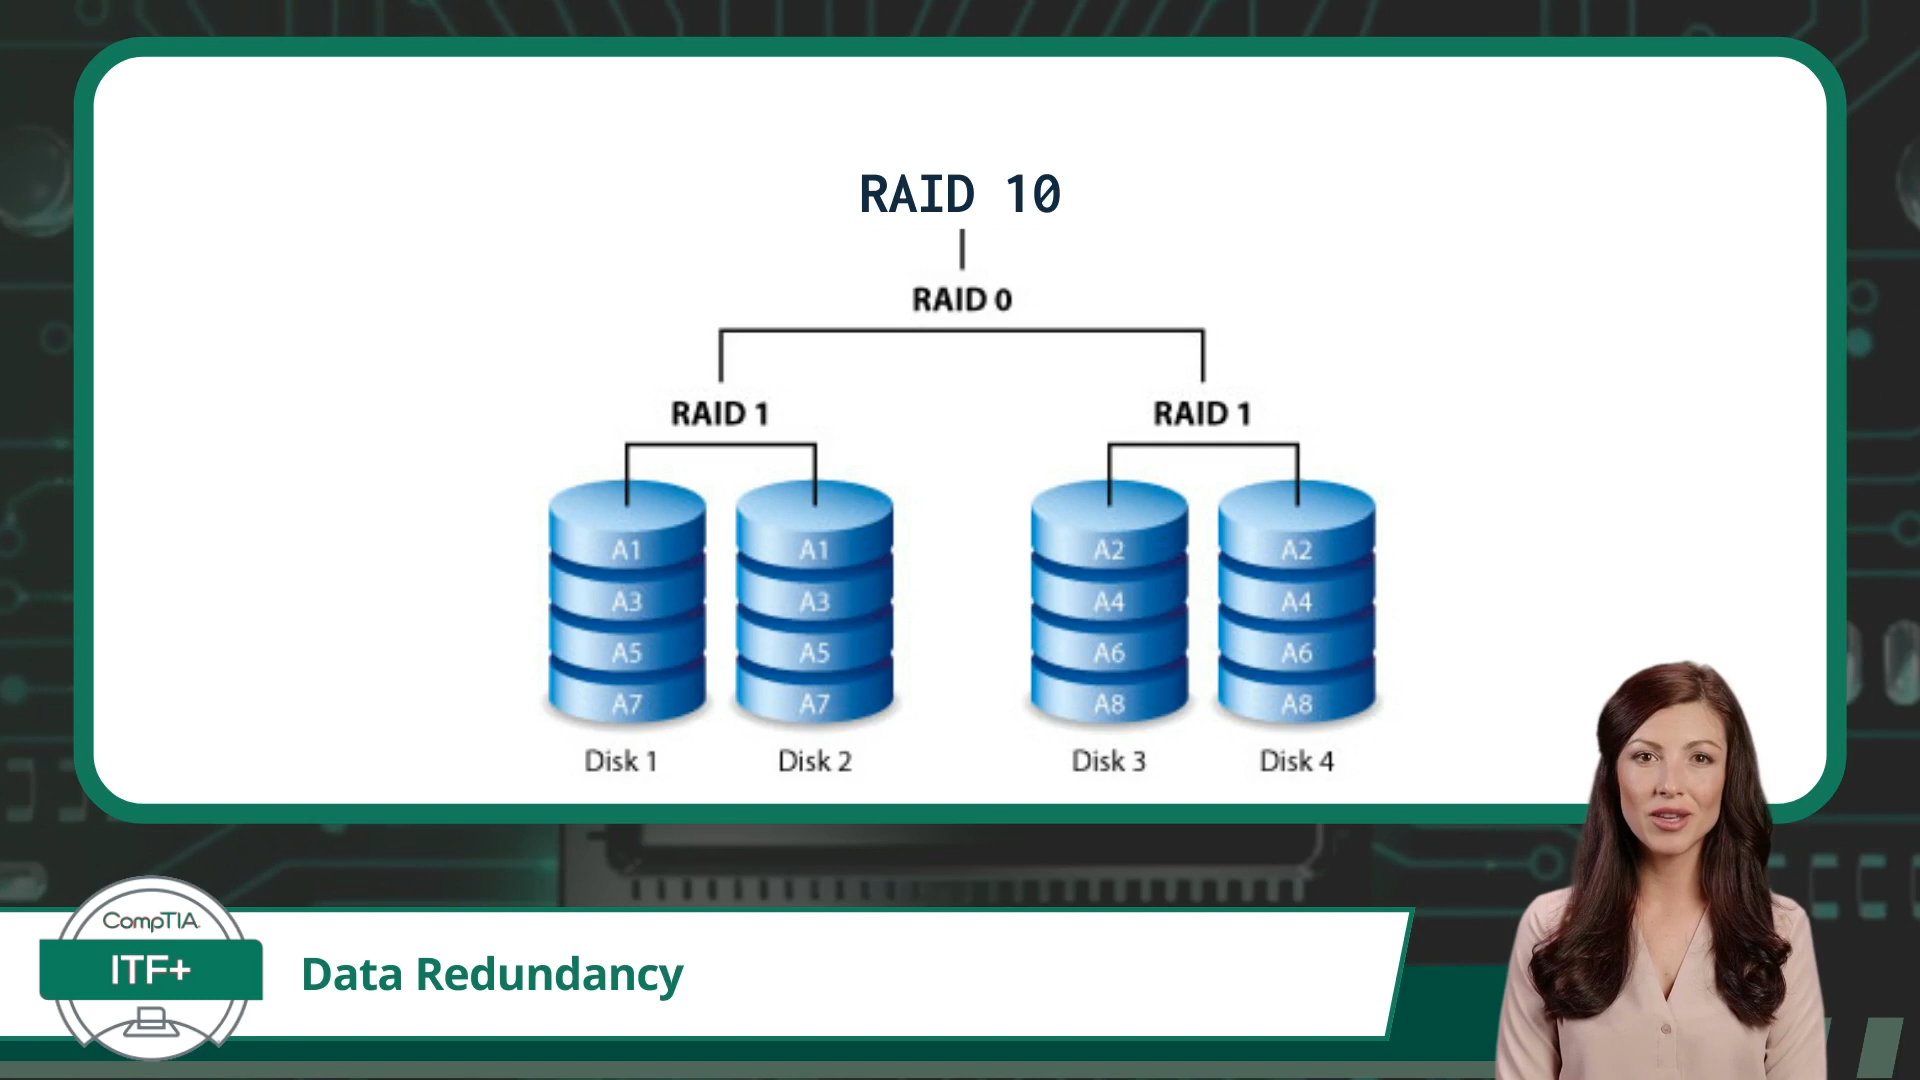 RAID 10
RAID 0
RAID 1 RAID 1
A1 A1 A2 A2
A3 A3 A4 A4
A5 A5 A6 A6
A7 A7 A8 A8
Disk 1 Disk 2 Disk 3 Disk 4
CompTIA
ITF+
Data Redundancy